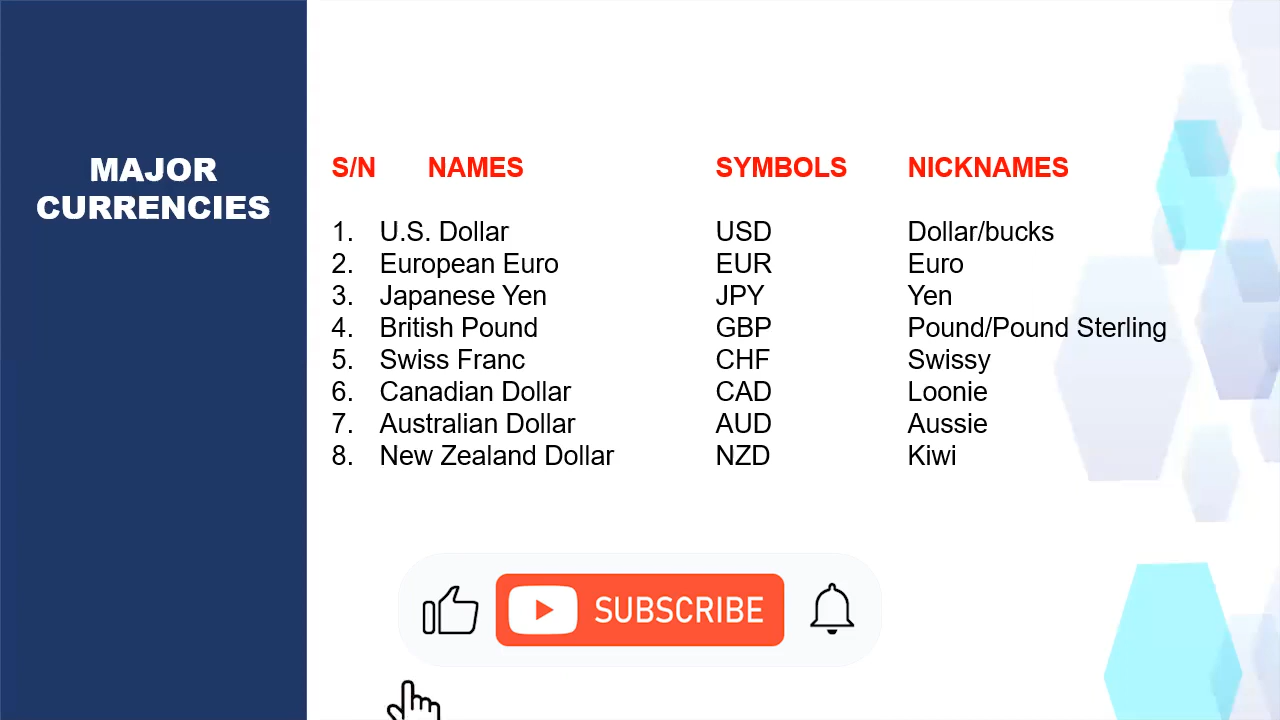 MAJOR
CURRENCIES
S/N NAMES SYMBOLS NICKNAMES
1. U.S. Dollar USD Dollar/bucks
2. European Euro EUR Euro
3. Japanese Yen JPY Yen
4. British Pound GBP Pound/Pound Sterling
5. Swiss Franc CHF Swissy
6. Canadian Dollar CAD Loonie
7. Australian Dollar AUD Aussie
8. New Zealand Dollar NZD Kiwi
SUBSCRIBE